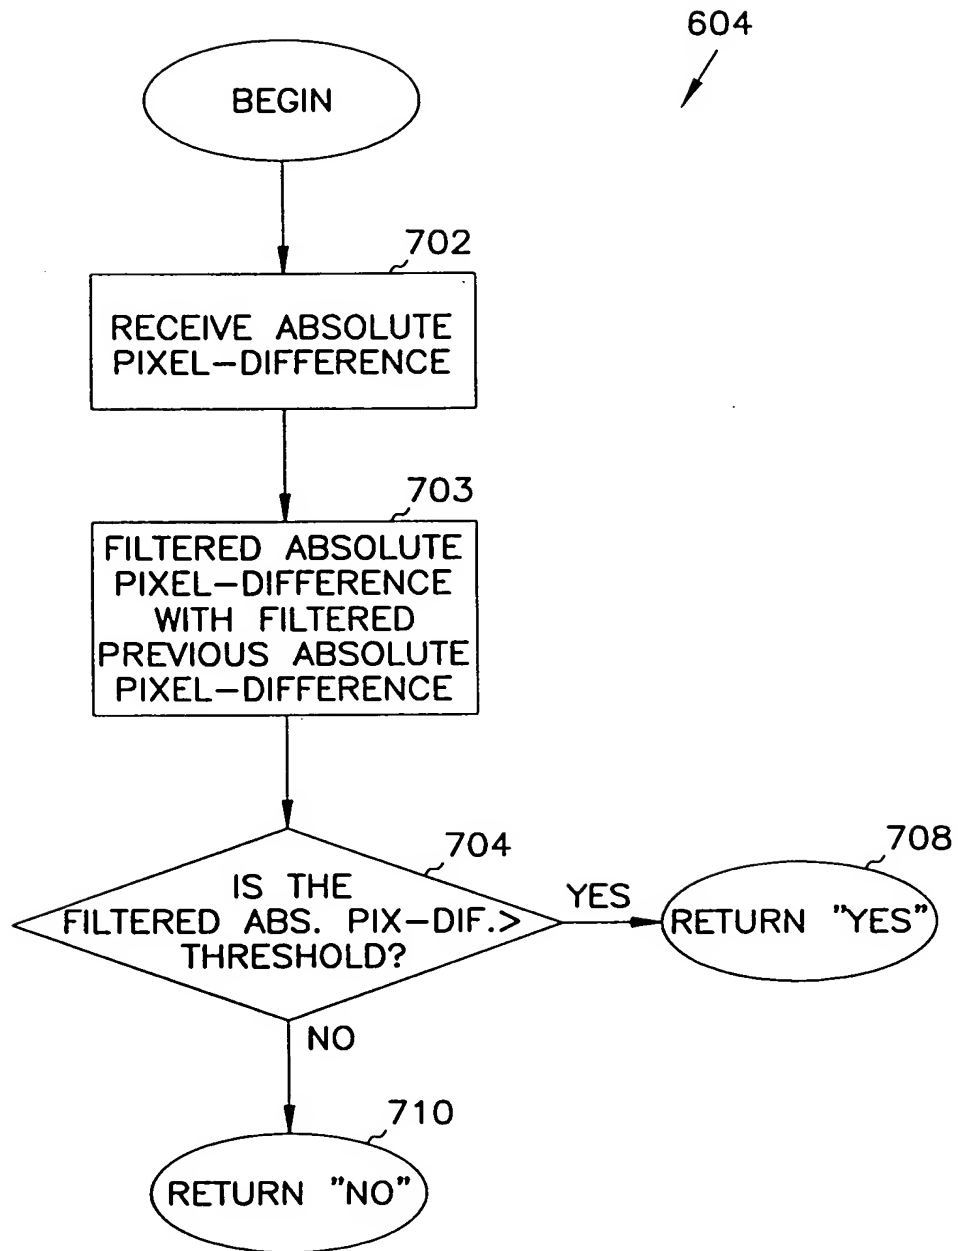 604
BEGIN
702
RECEIVE ABSOLUTE
PIXEL-DIFFERENCE
703
FILTERED ABSOLUTE
PIXEL-DIFFERENCE
WITH FILTERED
PREVIOUS ABSOLUTE
PIXEL-DIFFERENCE
704
IS THE
FILTERED ABS. PIX-DIF.>
THRESHOLD?
YES
708
RETURN "YES"
NO
710
RETURN "NO"